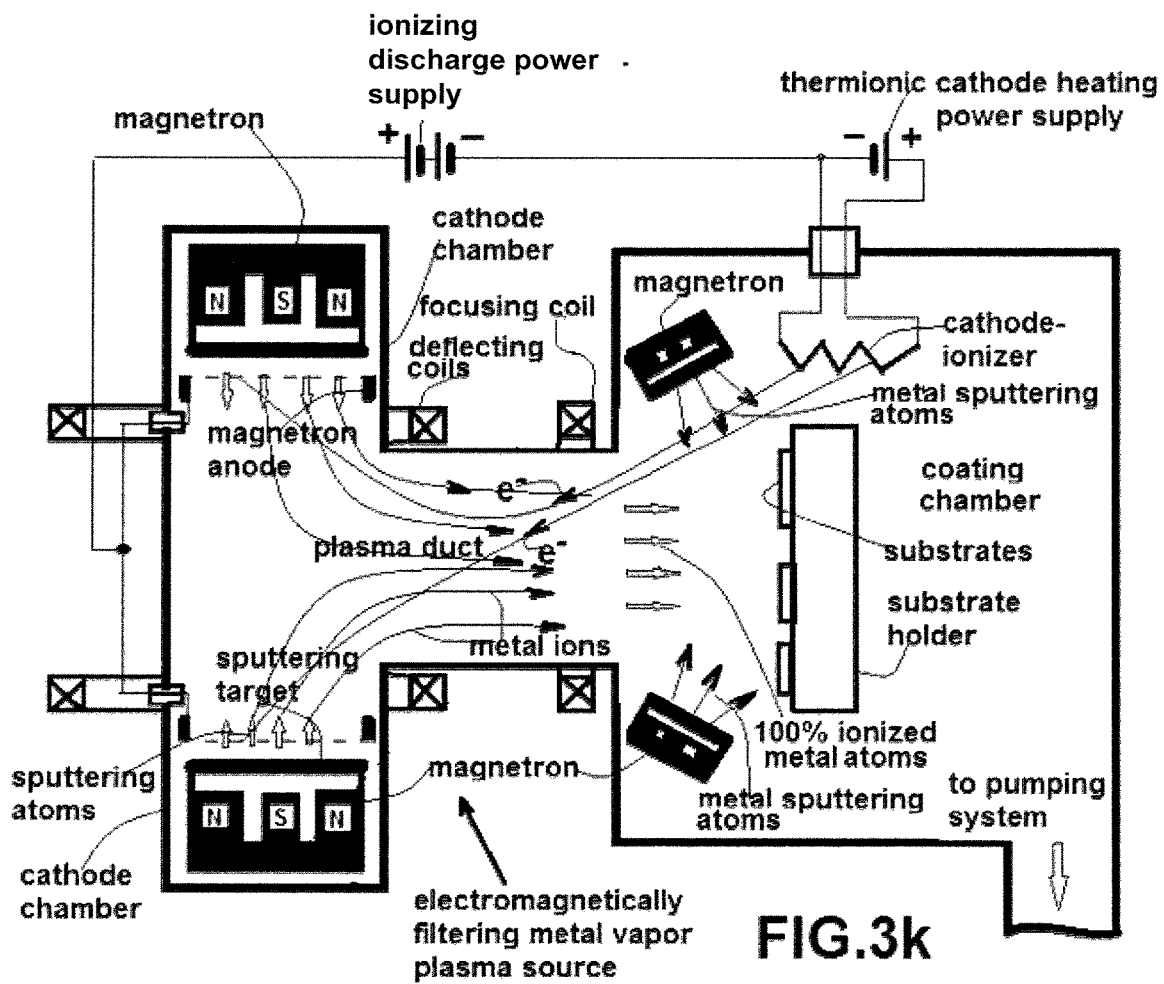 ionizing
discharge power
supply
thermionic cathode heating
power supply
magnetron
+
−
−
+
cathode
chamber
N
S
N
focusing coil
deflecting
coils
magnetron
cathode-
ionizer
metal sputtering
atoms
magnetron
anode
e-
coating
chamber
plasma duct
e-
substrates
substrate
holder
metal ions
sputtering
target
100% ionized
metal atoms
magnetron
sputtering
atoms
metal sputtering
atoms
to pumping
system
N
S
N
cathode
chamber
electromagnetically
filtering metal vapor
plasma source
FIG.3k